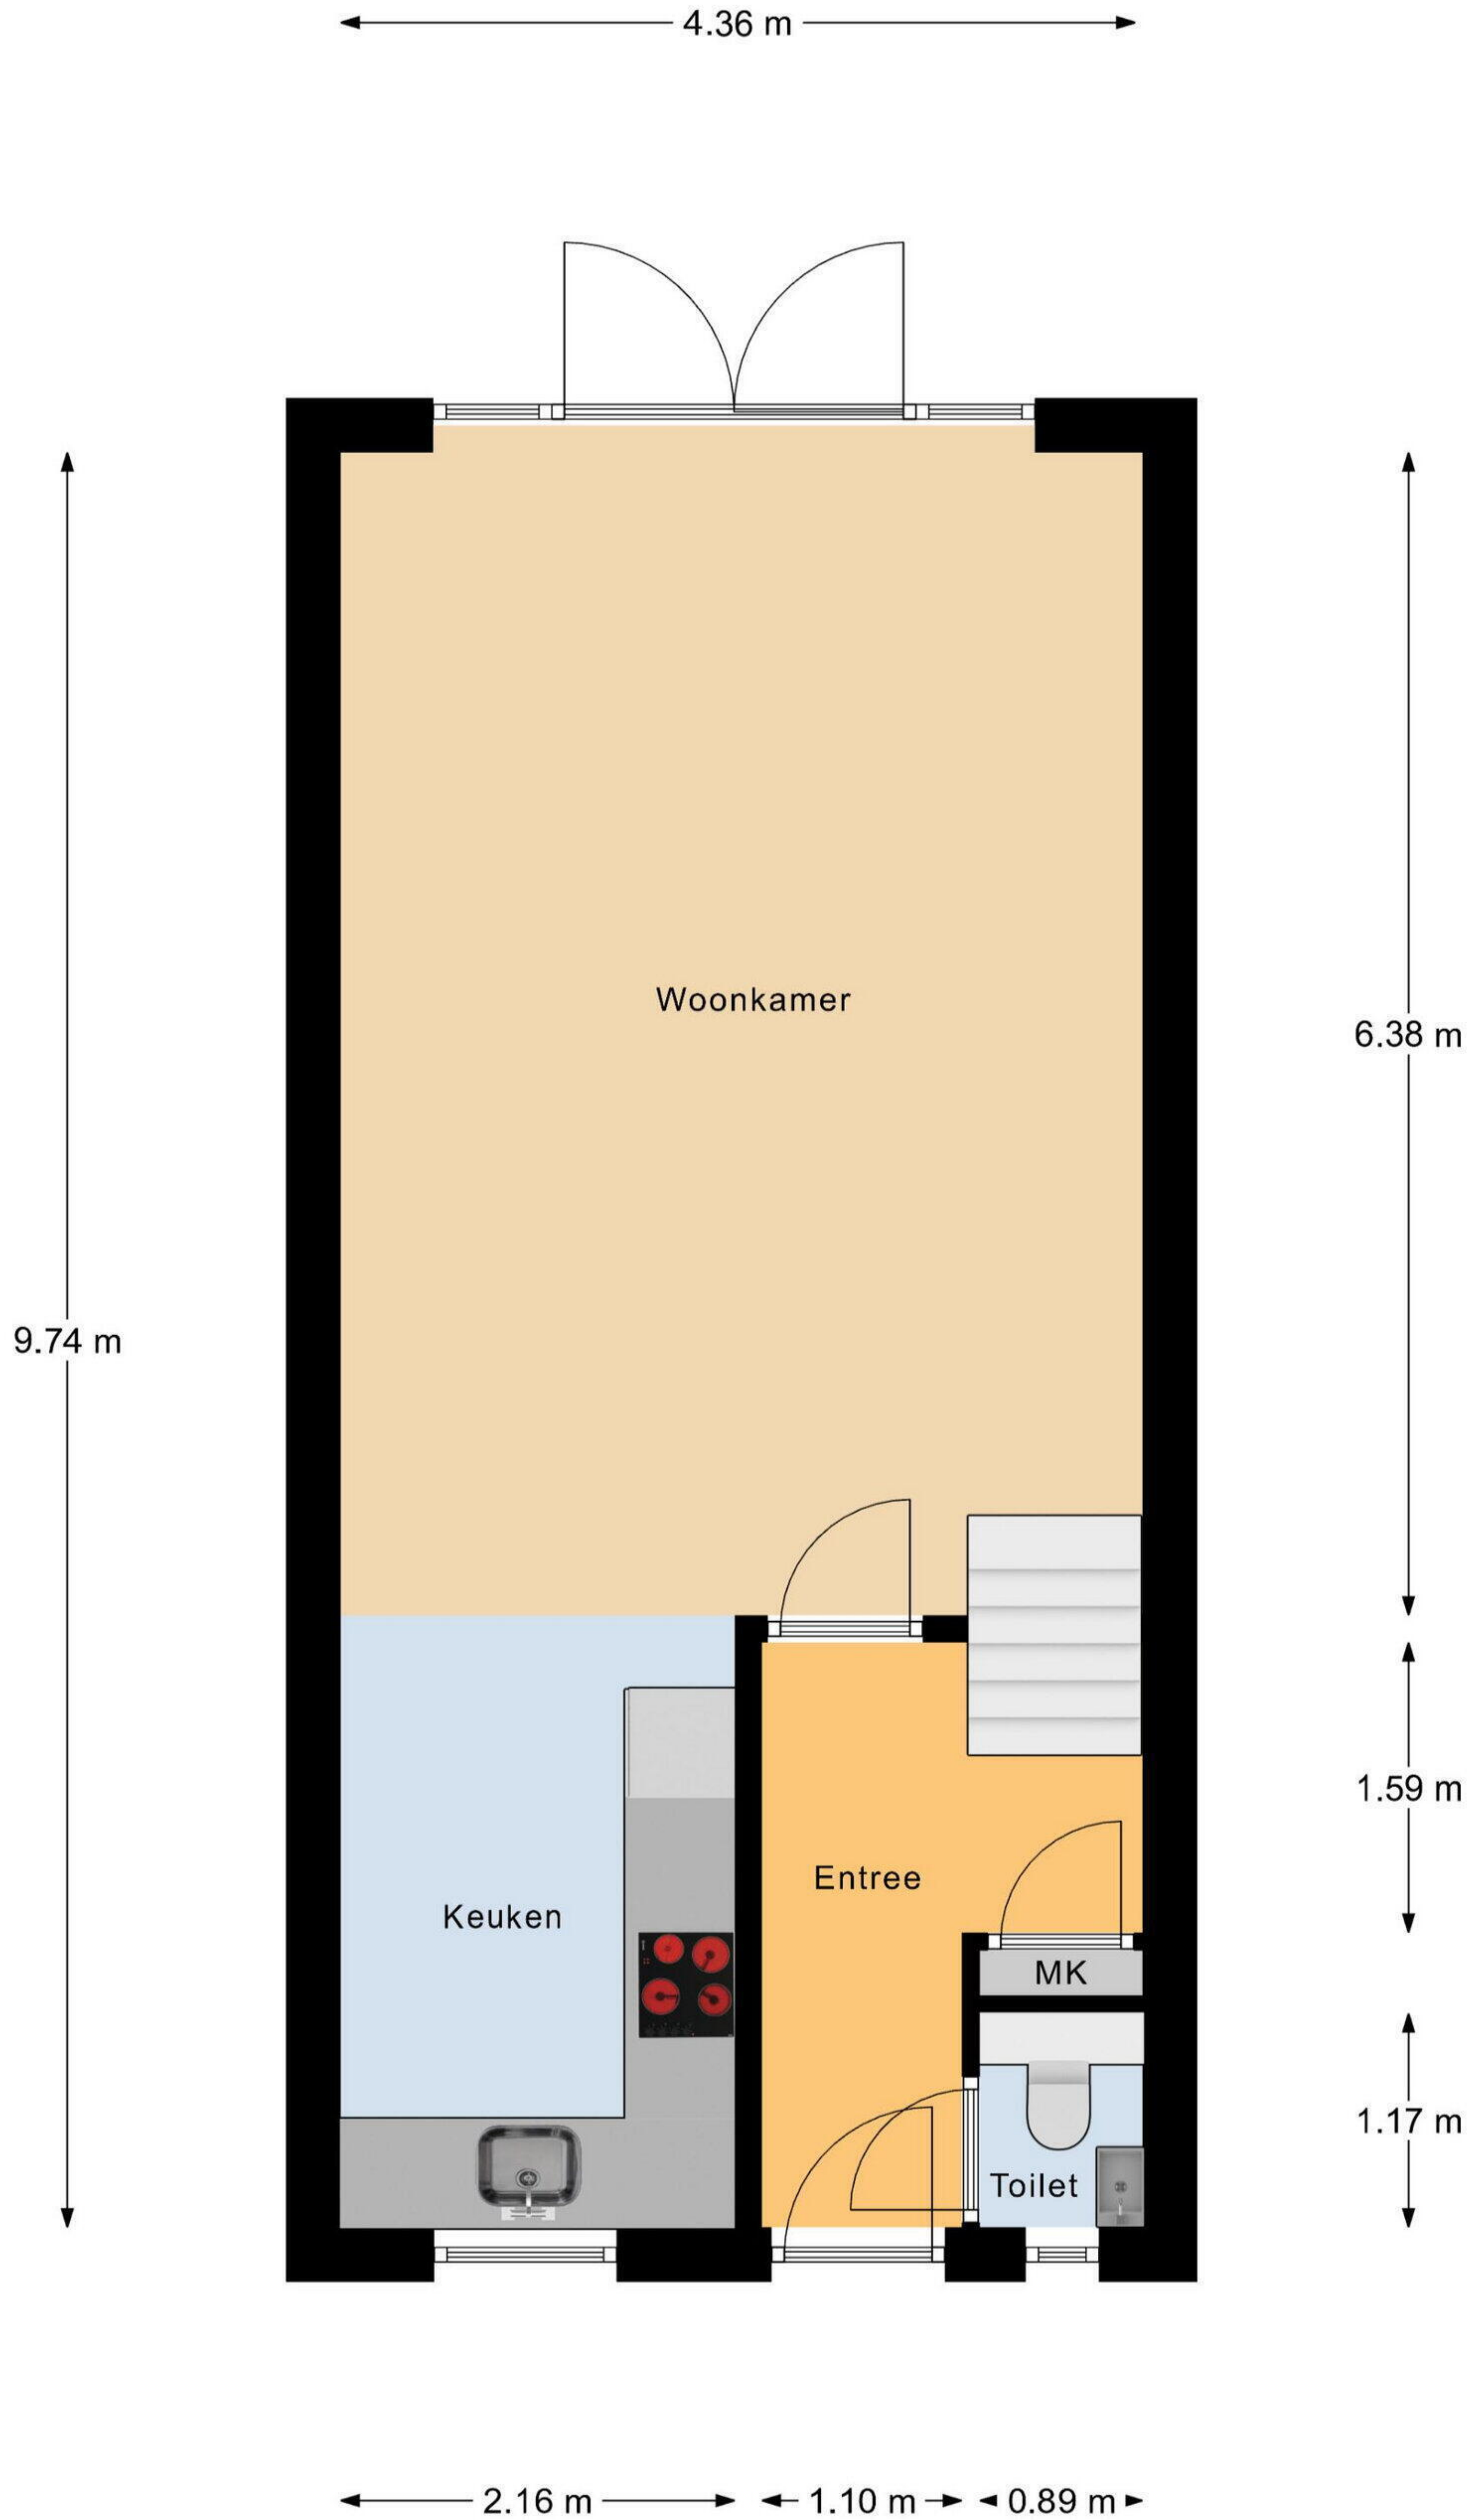 4.36 m
Woonkamer
6.38 m
9.74 m
1.59 m
Entree
Keuken
MK
1.17 m
Toilet
2.16 m
1.10 m
0.89 m